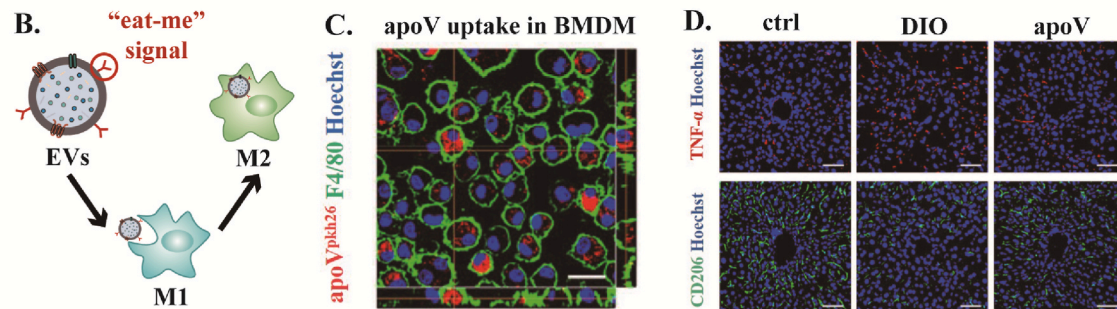 B.
“eat-me”
signal
EVs
M2
M1
C.
apoV uptake in BMDM
apoVpkh26 F4/80 Hoechst
D.
ctrl DIO apoV
TNF-α Hoechst
CD206 Hoechst